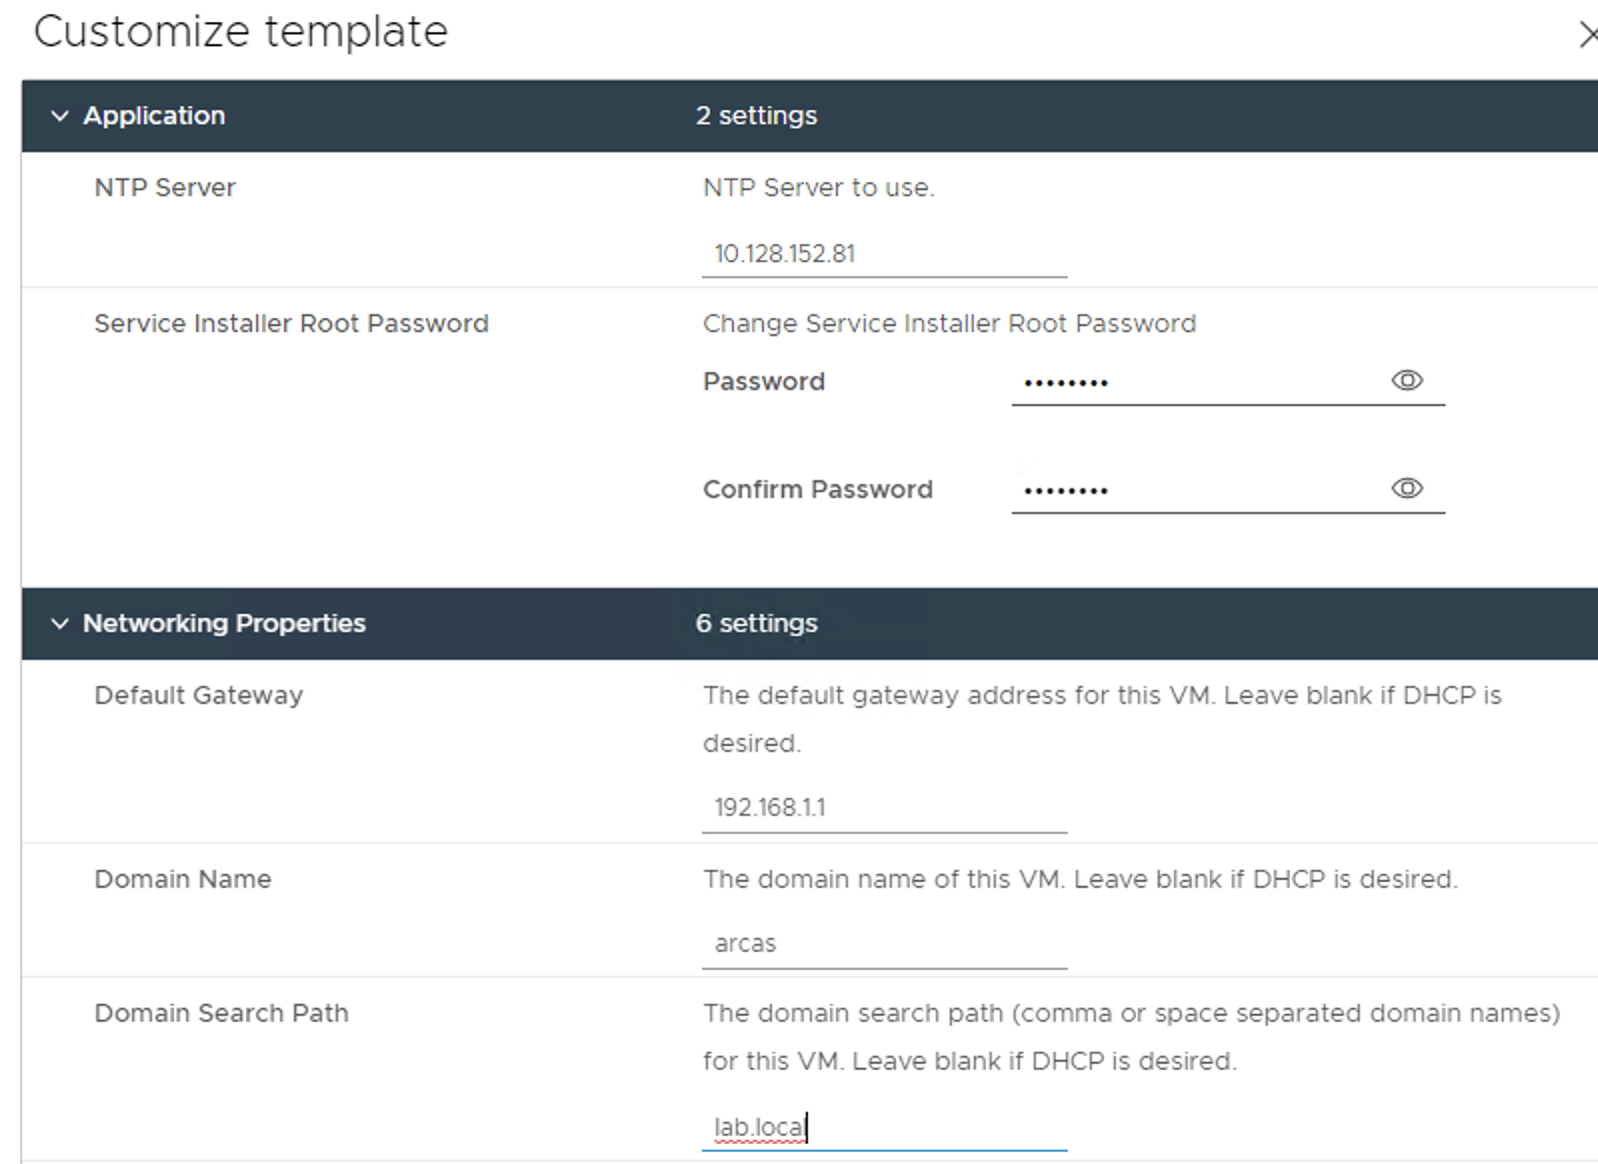 Customize template
Application 2 settings
NTP Server NTP Server to use.
10.128.152.81
Service Installer Root Password Change Service Installer Root Password
Password ••••••••
Confirm Password ••••••••
Networking Properties 6 settings
Default Gateway The default gateway address for this VM. Leave blank if DHCP is
desired.
192.168.1.1
Domain Name The domain name of this VM. Leave blank if DHCP is desired.
arcas
Domain Search Path The domain search path (comma or space separated domain names)
for this VM. Leave blank if DHCP is desired.
lab.local